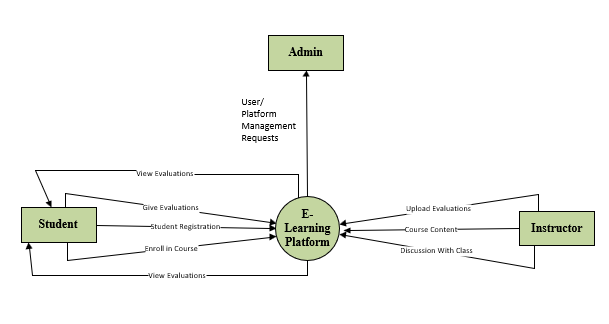 Admin
User/
Platform
Management
Requests
View Evaluations
Give Evaluations
Student Registration
Enroll in Course
View Evaluations
Student
E-
Learning
Platform
Upload Evaluations
Course Content
Discussion With Class
Instructor